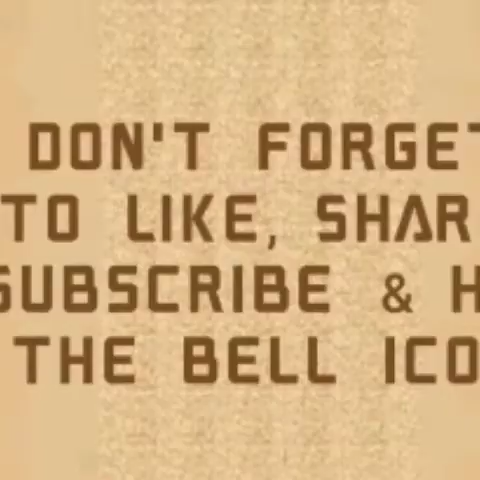 DON'T FORGET
TO LIKE, SHAR
SUBSCRIBE & H
THE BELL ICO